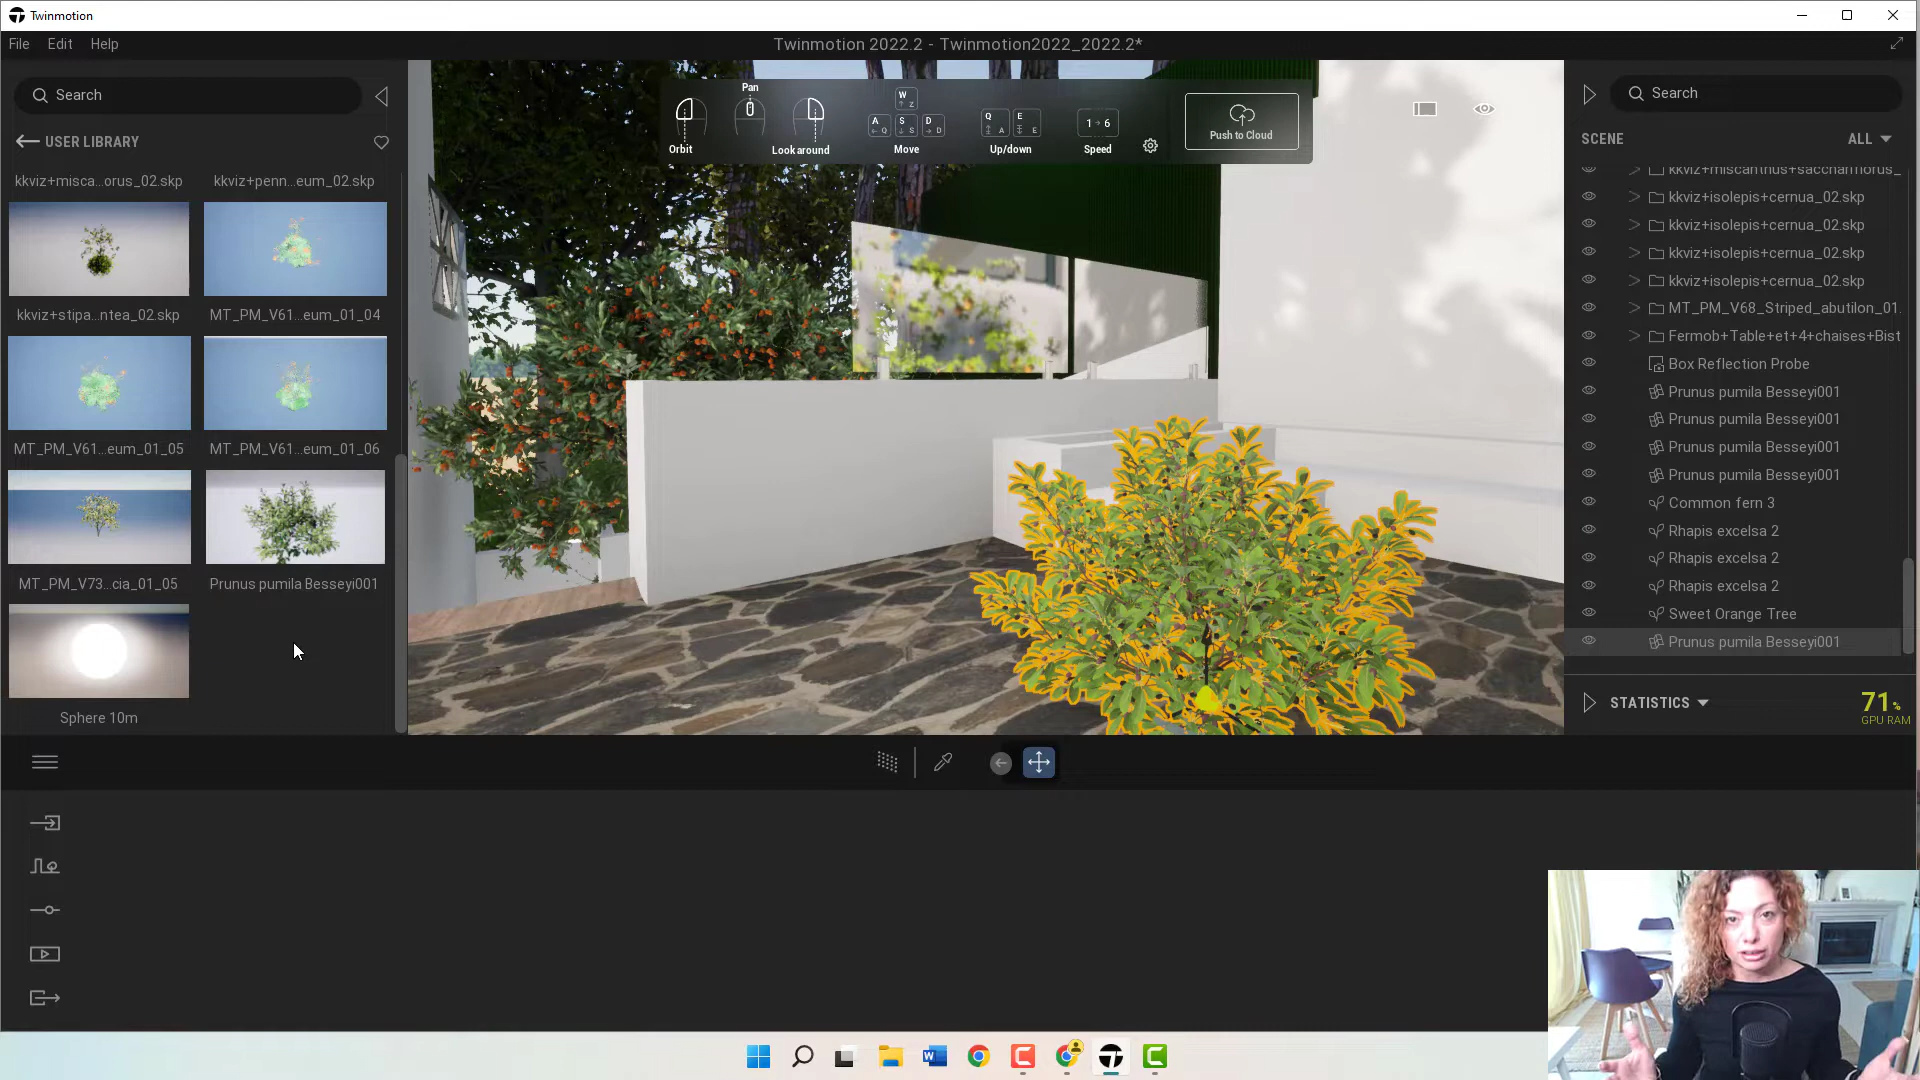 Twinmotion
File Edit Help
Twinmotion 2022.2 - Twinmotion2022_2022.2*
Search
USER LIBRARY
kkviz+misca...orus_02.skp
kkviz+penn...eum_02.skp
kkviz+stipa...ntea_02.skp
MT_PM_V61...eum_01_04
MT_PM_V61...eum_01_05
MT_PM_V61...eum_01_06
MT_PM_V73...cia_01_05
Prunus pumila Besseyi001
Sphere 10m
Pan
Orbit
Look around
W
Z
A
Q
S
S
D
D
Move
Q
A
E
E
Up/down
1 - 6
Speed
Push to Cloud
Search
SCENE
ALL
kkviz+miscanthus+sacchariflorus_
kkviz+isolepis+cernua_02.skp
kkviz+isolepis+cernua_02.skp
kkviz+isolepis+cernua_02.skp
kkviz+isolepis+cernua_02.skp
MT_PM_V68_Striped_abutilon_01.
Fermob+Table+et+4+chaises+Bist
Box Reflection Probe
Prunus pumila Besseyi001
Prunus pumila Besseyi001
Prunus pumila Besseyi001
Prunus pumila Besseyi001
Common fern 3
Rhapis excelsa 2
Rhapis excelsa 2
Rhapis excelsa 2
Sweet Orange Tree
Prunus pumila Besseyi001
STATISTICS
71%
GPU RAM